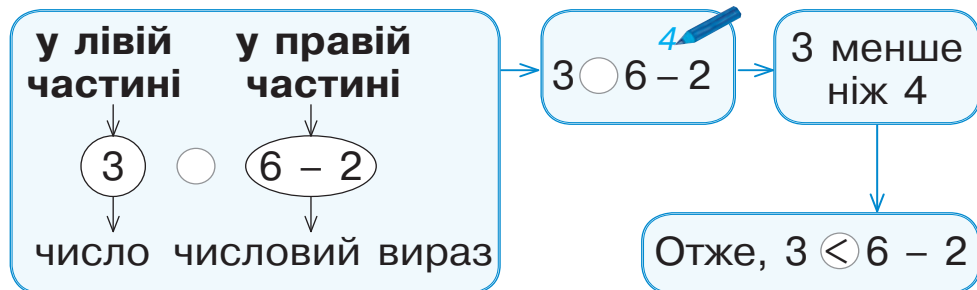 у лівій у правій
частині частині
3 ○ 6 – 2
число числовий вираз
4
3 ○ 6 – 2
3 менше
ніж 4
Отже, 3 < 6 – 2